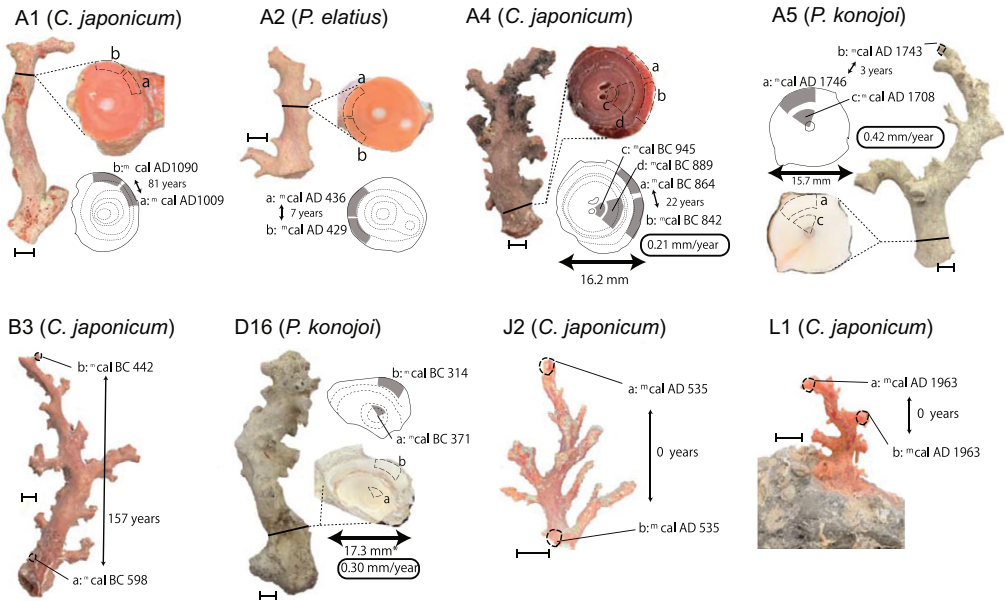 A1 (C. japonicum)
b
a
b: ᵐ cal AD1090
81 years
a: ᵐ cal AD1009
A2 (P. elatius)
a
b
a: ᵐ cal AD 436
7 years
b: ᵐ cal AD 429
A4 (C. japonicum)
a
b
c
d
c: ᵐ cal BC 945
d: ᵐ cal BC 889
a: ᵐ cal BC 864
22 years
b: ᵐ cal BC 842
0.21 mm/year
16.2 mm
A5 (P. konojoi)
b: ᵐ cal AD 1743
3 years
a: ᵐ cal AD 1746
c: ᵐ cal AD 1708
0.42 mm/year
15.7 mm
a
c
B3 (C. japonicum)
b: ᵐ cal BC 442
157 years
a: ᵐ cal BC 598
D16 (P. konojoi)
b: ᵐ cal BC 314
a: ᵐ cal BC 371
b
a
17.3 mm*
0.30 mm/year
J2 (C. japonicum)
a: ᵐ cal AD 535
0 years
b: ᵐ cal AD 535
L1 (C. japonicum)
a: ᵐ cal AD 1963
0 years
b: ᵐ cal AD 1963